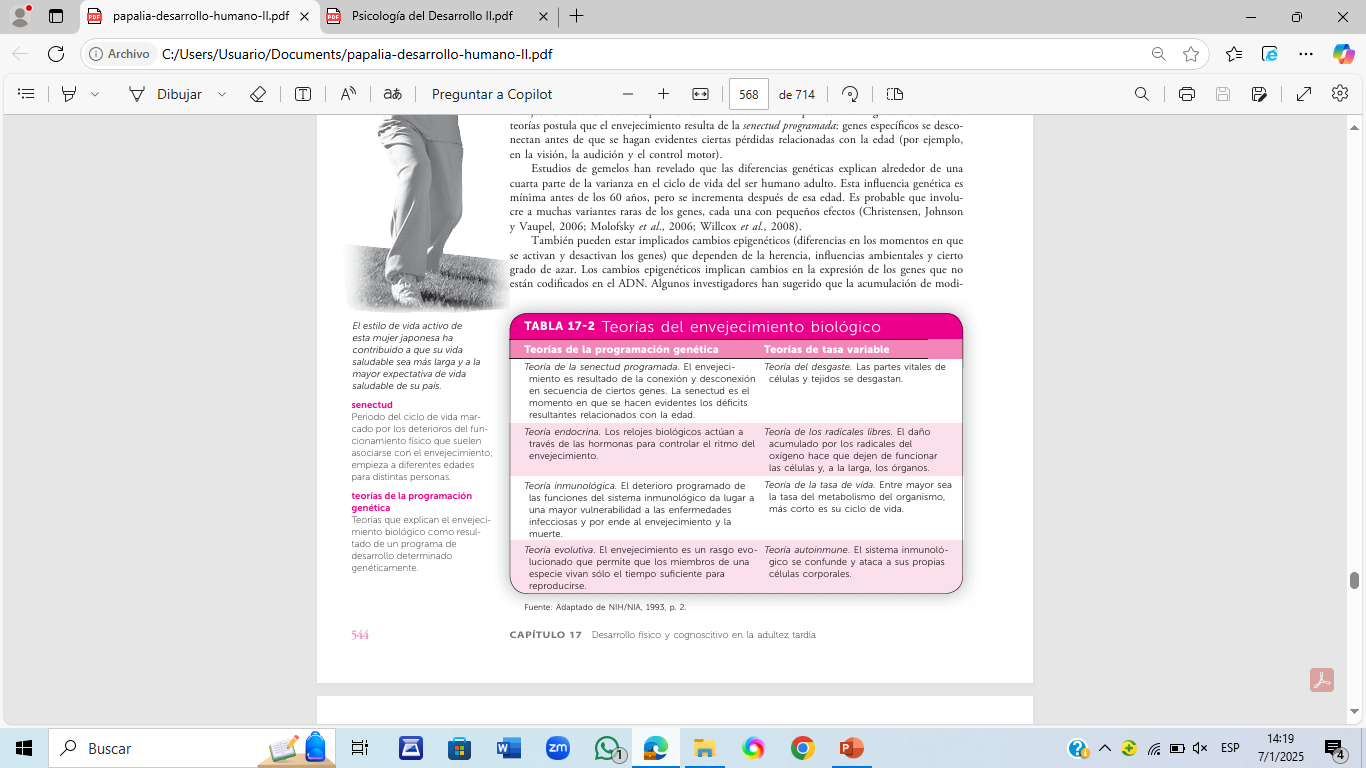 papalia-desarrollo-humano-II.pdf
Psicología del Desarrollo II.pdf
Archivo
C:/Users/Usuario/Documents/papalia-desarrollo-humano-II.pdf
Dibujar
aあ
Preguntar a Copilot
568 de 714
teorías postula que el envejecimiento resulta de la senectud programada: genes específicos se desco-
nectan antes de que se hagan evidentes ciertas pérdidas relacionadas con la edad (por ejemplo,
en la visión, la audición y el control motor).
Estudios de gemelos han revelado que las diferencias genéticas explican alrededor de una
cuarta parte de la varianza en el ciclo de vida del ser humano adulto. Esta influencia genética es
mínima antes de los 60 años, pero se incrementa después de esa edad. Es probable que involu-
cre a muchas variantes raras de los genes, cada una con pequeños efectos (Christensen, Johnson
y Vaupel, 2006; Molofsky et al., 2006; Willcox et al., 2008).
También pueden estar implicados cambios epigenéticos (diferencias en los momentos en que
se activan y desactivan los genes) que dependen de la herencia, influencias ambientales y cierto
grado de azar. Los cambios epigenéticos implican cambios en la expresión de los genes que no
están codificados en el ADN. Algunos investigadores han sugerido que la acumulación de modi-
El estilo de vida activo de
esta mujer japonesa ha
contribuido a que su vida
saludable sea más larga y a la
mayor expectativa de vida
saludable de su país.
senectud
Periodo del ciclo de vida mar-
cado por los deterioros del fun-
cionamiento físico que suelen
asociarse con el envejecimiento;
empieza a diferentes edades
para distintas personas.
teorías de la programación
genética
Teorías que explican el envejeci-
miento biológico como resul-
tado de un programa de
desarrollo determinado
genéticamente.
TABLA 17-2 Teorías del envejecimiento biológico
Teorías de la programación genética
Teorías de tasa variable
Teoría de la senectud programada. El envejeci-
miento es resultado de la conexión y desconexión
en secuencia de ciertos genes. La senectud es el
momento en que se hacen evidentes los déficits
resultantes relacionados con la edad.
Teoría del desgaste. Las partes vitales de
células y tejidos se desgastan.
Teoría endocrina. Los relojes biológicos actúan a
través de las hormonas para controlar el ritmo del
envejecimiento.
Teoría de los radicales libres. El daño
acumulado por los radicales del
oxígeno hace que dejen de funcionar
las células y, a la larga, los órganos.
Teoría inmunológica. El deterioro programado de
las funciones del sistema inmunológico da lugar a
una mayor vulnerabilidad a las enfermedades
infecciosas y por ende al envejecimiento y la
muerte.
Teoría de la tasa de vida. Entre mayor sea
la tasa del metabolismo del organismo,
más corto es su ciclo de vida.
Teoría evolutiva. El envejecimiento es un rasgo evo-
lucionado que permite que los miembros de una
especie vivan sólo el tiempo suficiente para
reproducirse.
Teoría autoinmune. El sistema inmunoló-
gico se confunde y ataca a sus propias
células corporales.
Fuente: Adaptado de NIH/NIA, 1993, p. 2.
544
CAPÍTULO 17 Desarrollo físico y cognoscitivo en la adultez tardía
Buscar
zm
1
ESP
14:19
7/1/2025
4